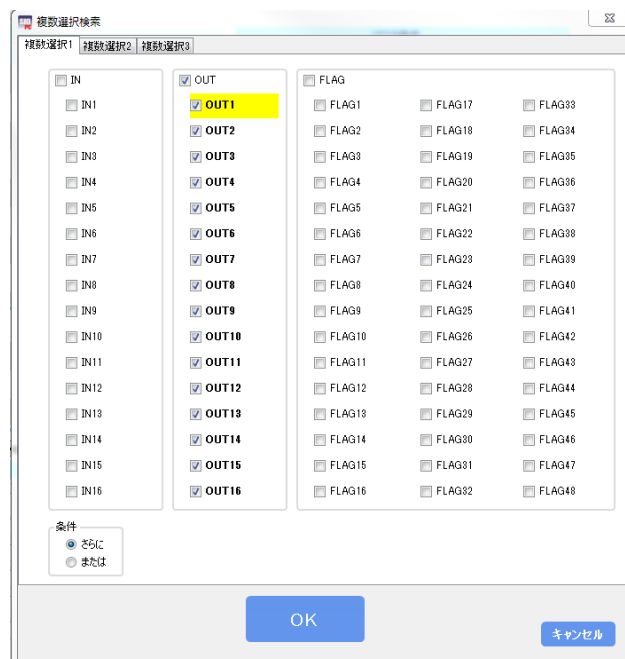 複数選択検索
複数選択1 複数選択2 複数選択3
IN OUT FLAG
IN1 OUT1 FLAG1 FLAG17 FLAG33
IN2 OUT2 FLAG2 FLAG18 FLAG34
IN3 OUT3 FLAG3 FLAG19 FLAG35
IN4 OUT4 FLAG4 FLAG20 FLAG36
IN5 OUT5 FLAG5 FLAG21 FLAG37
IN6 OUT6 FLAG6 FLAG22 FLAG38
IN7 OUT7 FLAG7 FLAG23 FLAG39
IN8 OUT8 FLAG8 FLAG24 FLAG40
IN9 OUT9 FLAG9 FLAG25 FLAG41
IN10 OUT10 FLAG10 FLAG26 FLAG42
IN11 OUT11 FLAG11 FLAG27 FLAG43
IN12 OUT12 FLAG12 FLAG28 FLAG44
IN13 OUT13 FLAG13 FLAG29 FLAG45
IN14 OUT14 FLAG14 FLAG30 FLAG46
IN15 OUT15 FLAG15 FLAG31 FLAG47
IN16 OUT16 FLAG16 FLAG32 FLAG48
条件
さらに
または
OK
キャンセル